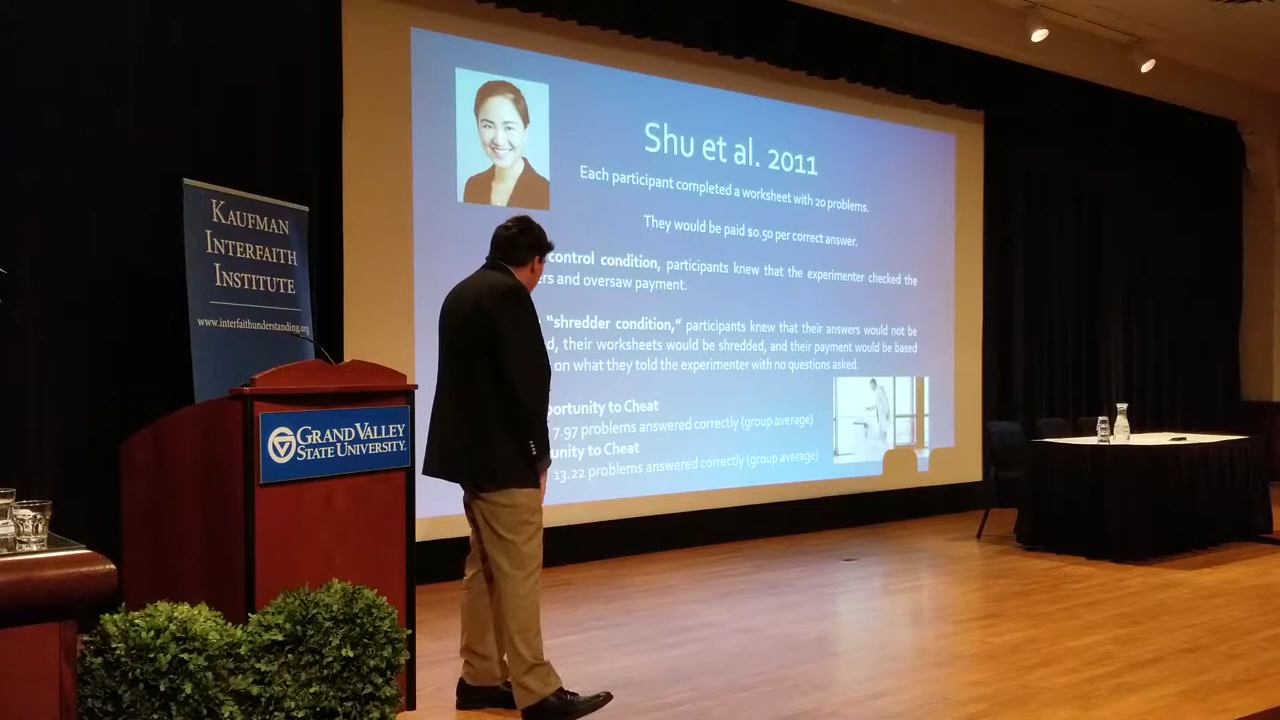 KAUFMAN
INTERFAITH
INSTITUTE
www.interfaithunderstanding.org
GRAND VALLEY
STATE UNIVERSITY
Shu et al. 2011
Each participant completed a worksheet with 20 problems.
They would be paid $0.50 per correct answer.
control condition, participants knew that the experimenter checked the
ers and oversaw payment.
"shredder condition," participants knew that their answers would not be
d, their worksheets would be shredded, and their payment would be based
on what they told the experimenter with no questions asked.
portunity to Cheat
7.97 problems answered correctly (group average)
unity to Cheat
13.22 problems answered correctly (group average)